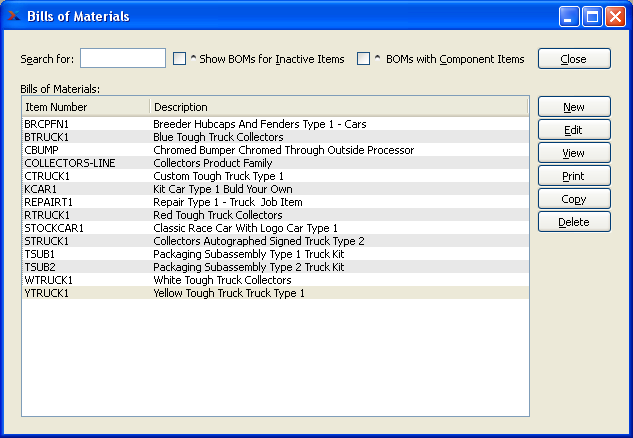 Bills of Materials
Search for: ^ Show BOMs for Inactive Items ^ BOMs with Component Items Close
Bills of Materials:
Item Number Description New
BRCPFN1 Breeder Hubcaps And Fenders Type 1 - Cars
BTRUCK1 Blue Tough Truck Collectors Edit
CBUMP Chromed Bumper Chromed Through Outside Processor View
COLLECTORS-LINE Collectors Product Family
CTRUCK1 Custom Tough Truck Type 1 Print
KCAR1 Kit Car Type 1 Buld Your Own
REPAIRT1 Repair Type 1 - Truck Job Item Copy
RTRUCK1 Red Tough Truck Collectors Delete
STOCKCAR1 Classic Race Car With Logo Car Type 1
STRUCK1 Collectors Autographed Signed Truck Type 2
TSUB1 Packaging Subassembly Type 1 Truck Kit
TSUB2 Packaging Subassembly Type 2 Truck Kit
WTRUCK1 White Tough Truck Collectors
YTRUCK1 Yellow Tough Truck Truck Type 1